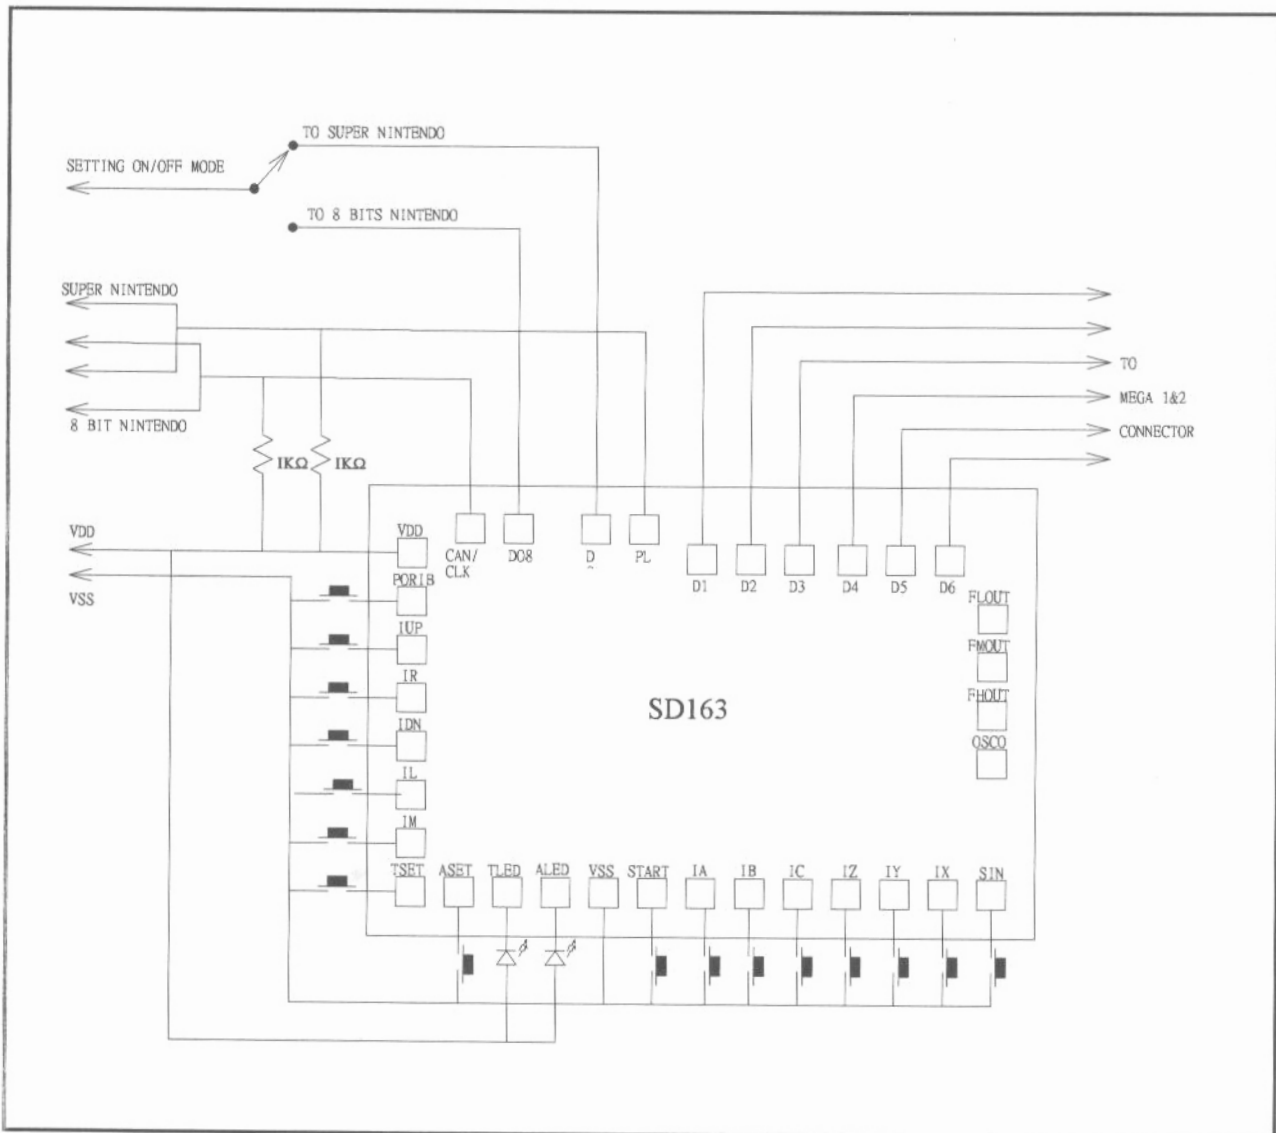 TO SUPER NINTENDO
SETTING ON/OFF MODE
TO 8 BITS NINTENDO
SUPER NINTENDO
TO
MEGA 1&2
8 BIT NINTENDO
CONNECTOR
1KΩ 1KΩ
VDD
VSS
VDD
CAN/
CLK
DO8
D
PL
D1 D2 D3 D4 D5 D6
PORIB
IUP
IR
IDN
IL
IM
TSET
FLOUT
FMOUT
FHOUT
OSCO
SD163
ASET TLED ALED VSS START IA IB IC IZ IY IX SIN